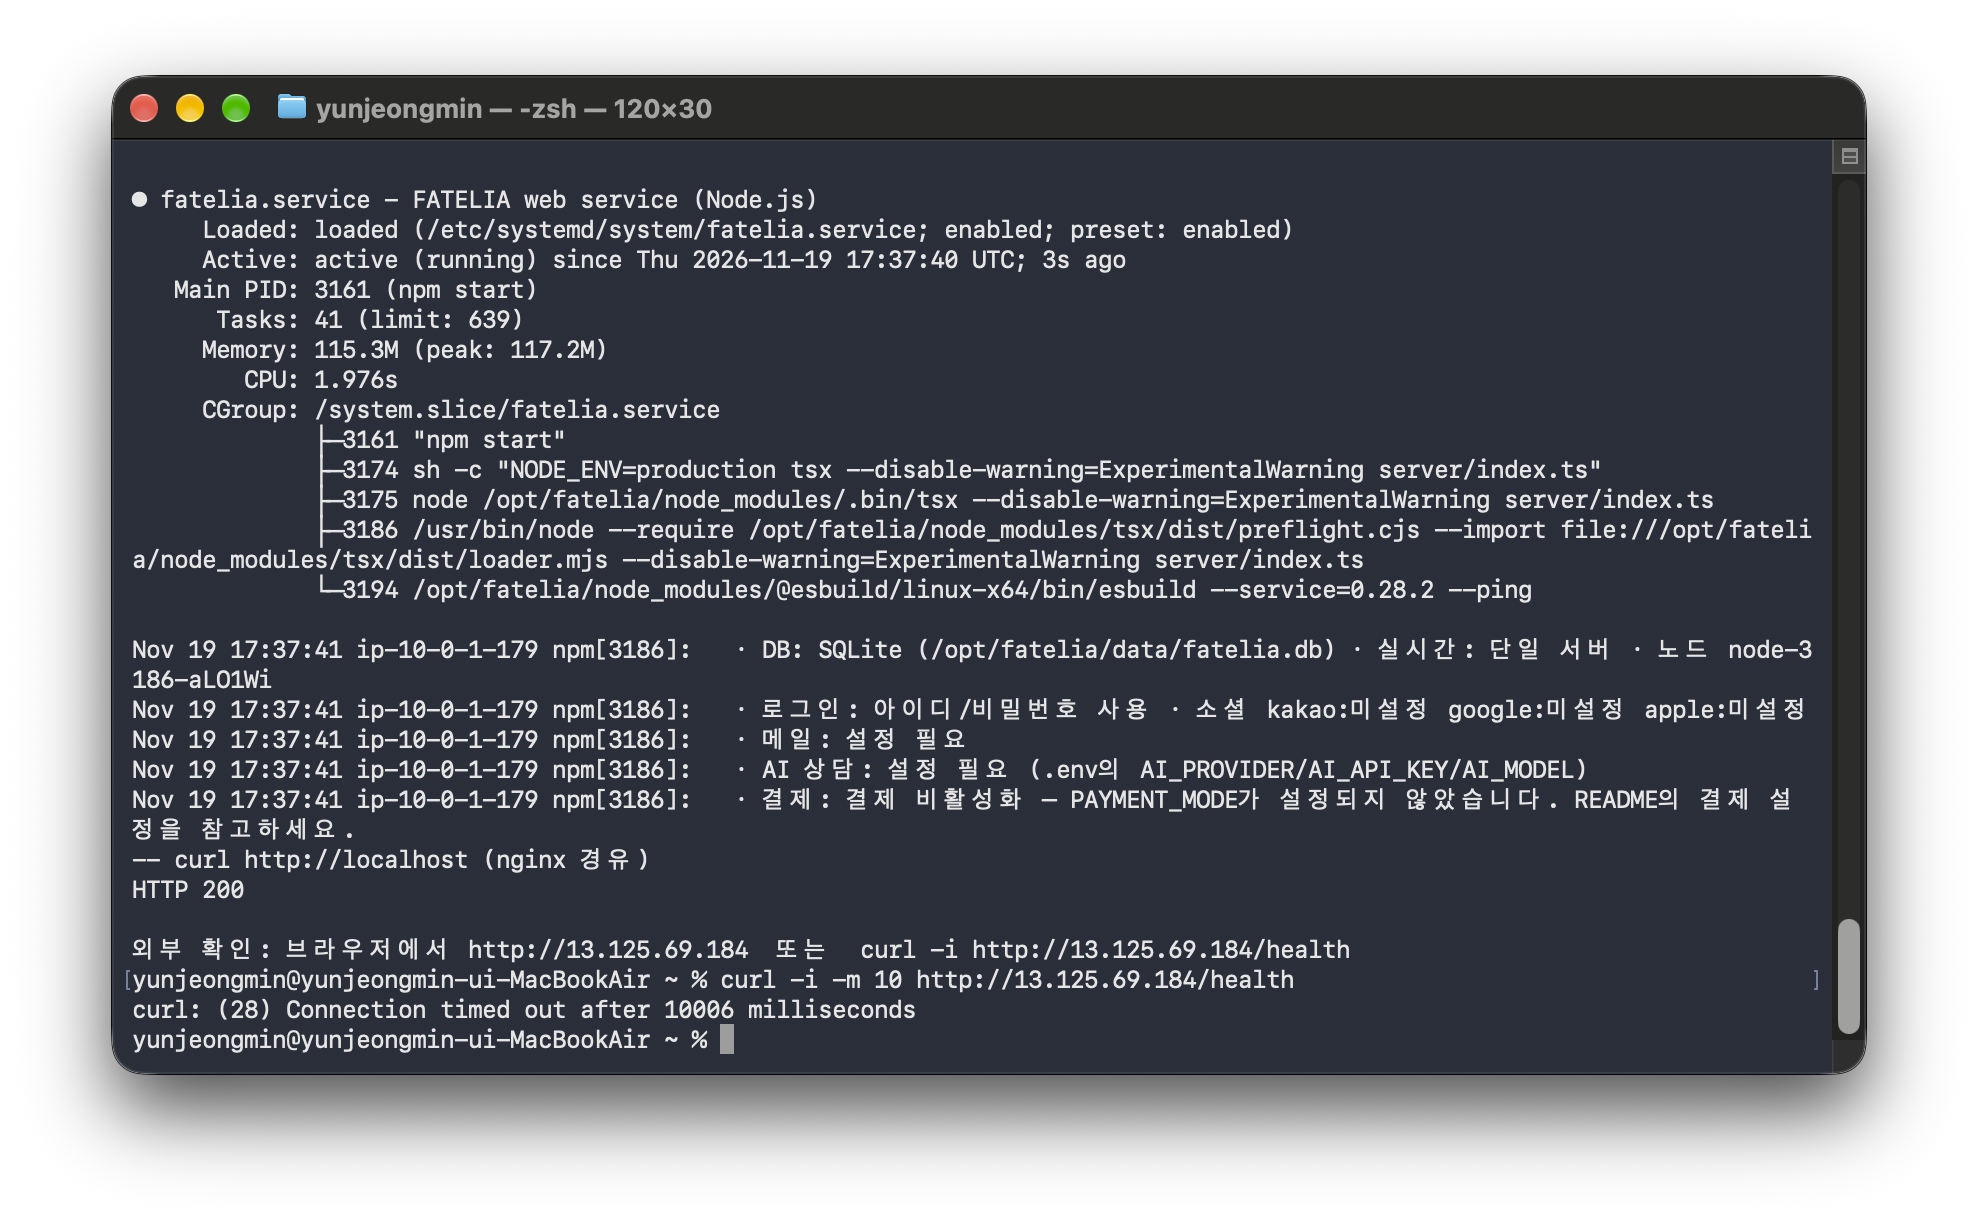 yunjeongmin — -zsh — 120×30
● fatelia.service - FATELIA web service (Node.js)
     Loaded: loaded (/etc/systemd/system/fatelia.service; enabled; preset: enabled)
     Active: active (running) since Thu 2026-11-19 17:37:40 UTC; 3s ago
   Main PID: 3161 (npm start)
      Tasks: 41 (limit: 639)
     Memory: 115.3M (peak: 117.2M)
        CPU: 1.976s
     CGroup: /system.slice/fatelia.service
             ├─3161 "npm start"
             ├─3174 sh -c "NODE_ENV=production tsx --disable-warning=ExperimentalWarning server/index.ts"
             ├─3175 node /opt/fatelia/node_modules/.bin/tsx --disable-warning=ExperimentalWarning server/index.ts
             ├─3186 /usr/bin/node --require /opt/fatelia/node_modules/tsx/dist/preflight.cjs --import file:///opt/fateli
a/node_modules/tsx/dist/loader.mjs --disable-warning=ExperimentalWarning server/index.ts
             └─3194 /opt/fatelia/node_modules/@esbuild/linux-x64/bin/esbuild --service=0.28.2 --ping
Nov 19 17:37:41 ip-10-0-1-179 npm[3186]:   · DB: SQLite (/opt/fatelia/data/fatelia.db) · 실시간: 단일 서버 · 노드 node-3
186-aLO1Wi
Nov 19 17:37:41 ip-10-0-1-179 npm[3186]:   · 로그인: 아이디/비밀번호 사용 · 소셜 kakao:미설정 google:미설정 apple:미설정
Nov 19 17:37:41 ip-10-0-1-179 npm[3186]:   · 메일: 설정 필요
Nov 19 17:37:41 ip-10-0-1-179 npm[3186]:   · AI 상담: 설정 필요 (.env의 AI_PROVIDER/AI_API_KEY/AI_MODEL)
Nov 19 17:37:41 ip-10-0-1-179 npm[3186]:   · 결제: 결제 비활성화 — PAYMENT_MODE가 설정되지 않았습니다. README의 결제 설
정을 참고하세요.
-- curl http://localhost (nginx 경유)
HTTP 200
외부 확인: 브라우저에서 http://13.125.69.184  또는  curl -i http://13.125.69.184/health
[yunjeongmin@yunjeongmin-ui-MacBookAir ~ % curl -i -m 10 http://13.125.69.184/health ]
curl: (28) Connection timed out after 10006 milliseconds
yunjeongmin@yunjeongmin-ui-MacBookAir ~ %